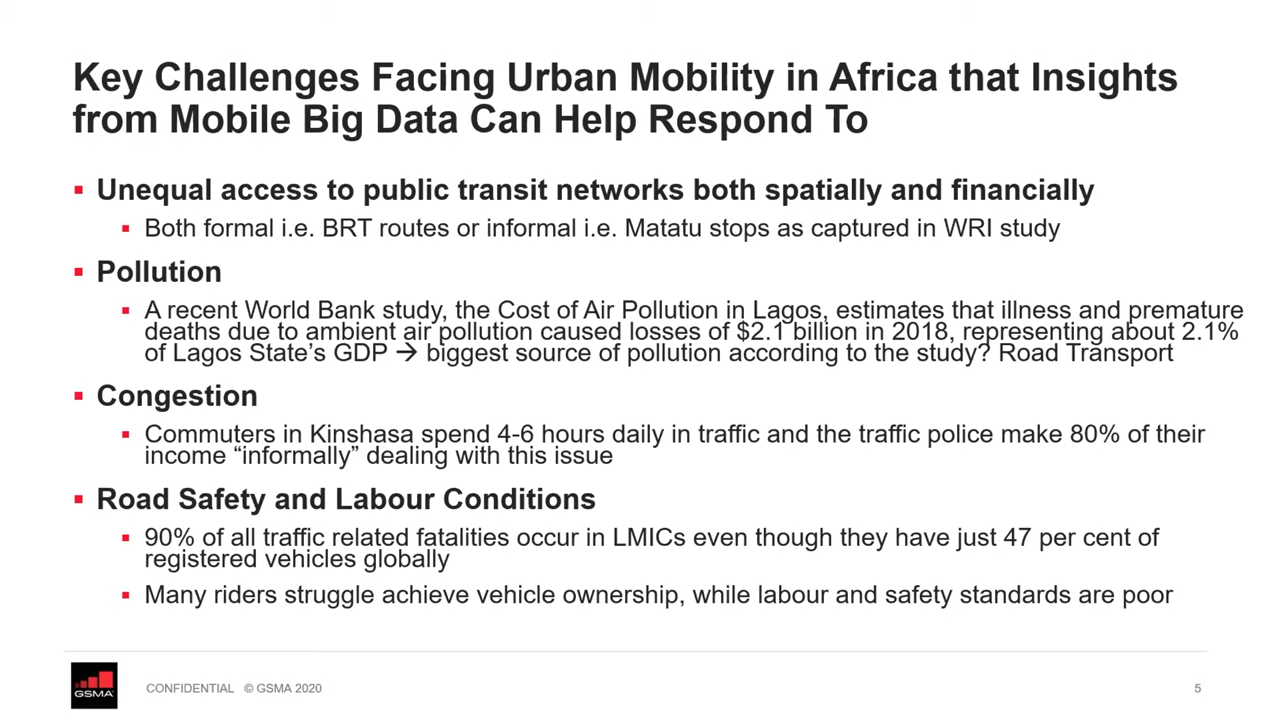 Key Challenges Facing Urban Mobility in Africa that Insights
from Mobile Big Data Can Help Respond To
▪ Unequal access to public transit networks both spatially and financially
▪ Both formal i.e. BRT routes or informal i.e. Matatu stops as captured in WRI study
▪ Pollution
▪ A recent World Bank study, the Cost of Air Pollution in Lagos, estimates that illness and premature
deaths due to ambient air pollution caused losses of $2.1 billion in 2018, representing about 2.1%
of Lagos State’s GDP → biggest source of pollution according to the study? Road Transport
▪ Congestion
▪ Commuters in Kinshasa spend 4-6 hours daily in traffic and the traffic police make 80% of their
income “informally” dealing with this issue
▪ Road Safety and Labour Conditions
▪ 90% of all traffic related fatalities occur in LMICs even though they have just 47 per cent of
registered vehicles globally
▪ Many riders struggle achieve vehicle ownership, while labour and safety standards are poor
GSMA
CONFIDENTIAL © GSMA 2020
5